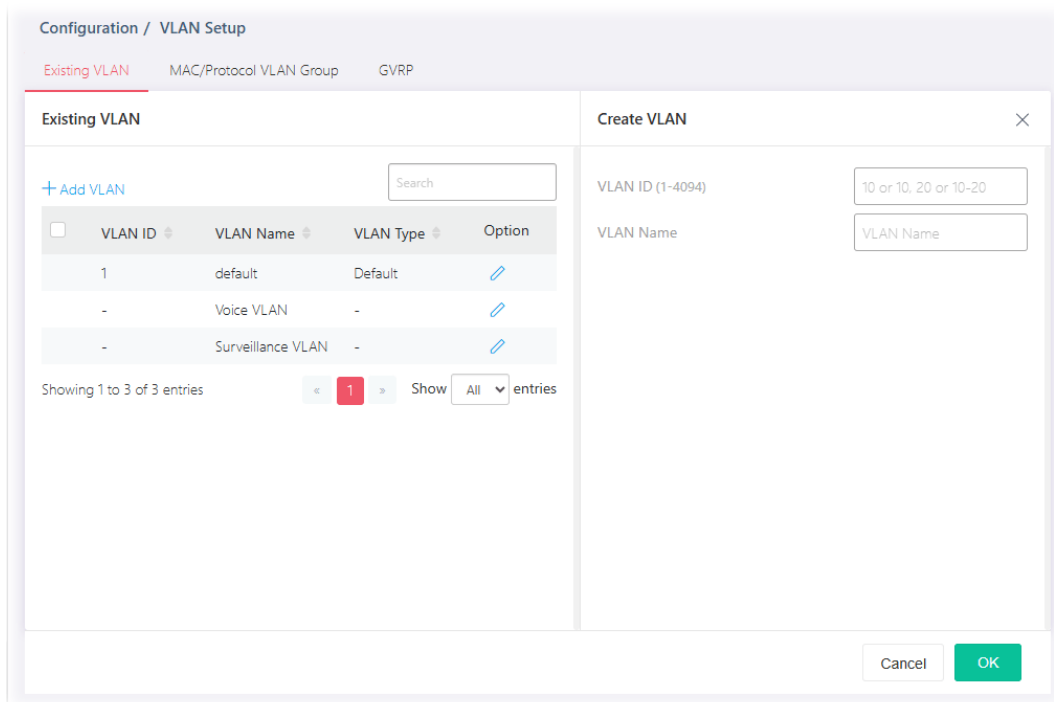 Configuration / VLAN Setup
Existing VLAN MAC/Protocol VLAN Group GVRP
Existing VLAN
+ Add VLAN
Search
VLAN ID VLAN Name VLAN Type Option
1 default Default
- Voice VLAN -
- Surveillance VLAN -
Showing 1 to 3 of 3 entries « 1 » Show All entries
Create VLAN
VLAN ID (1-4094) 10 or 10, 20 or 10-20
VLAN Name VLAN Name
Cancel OK